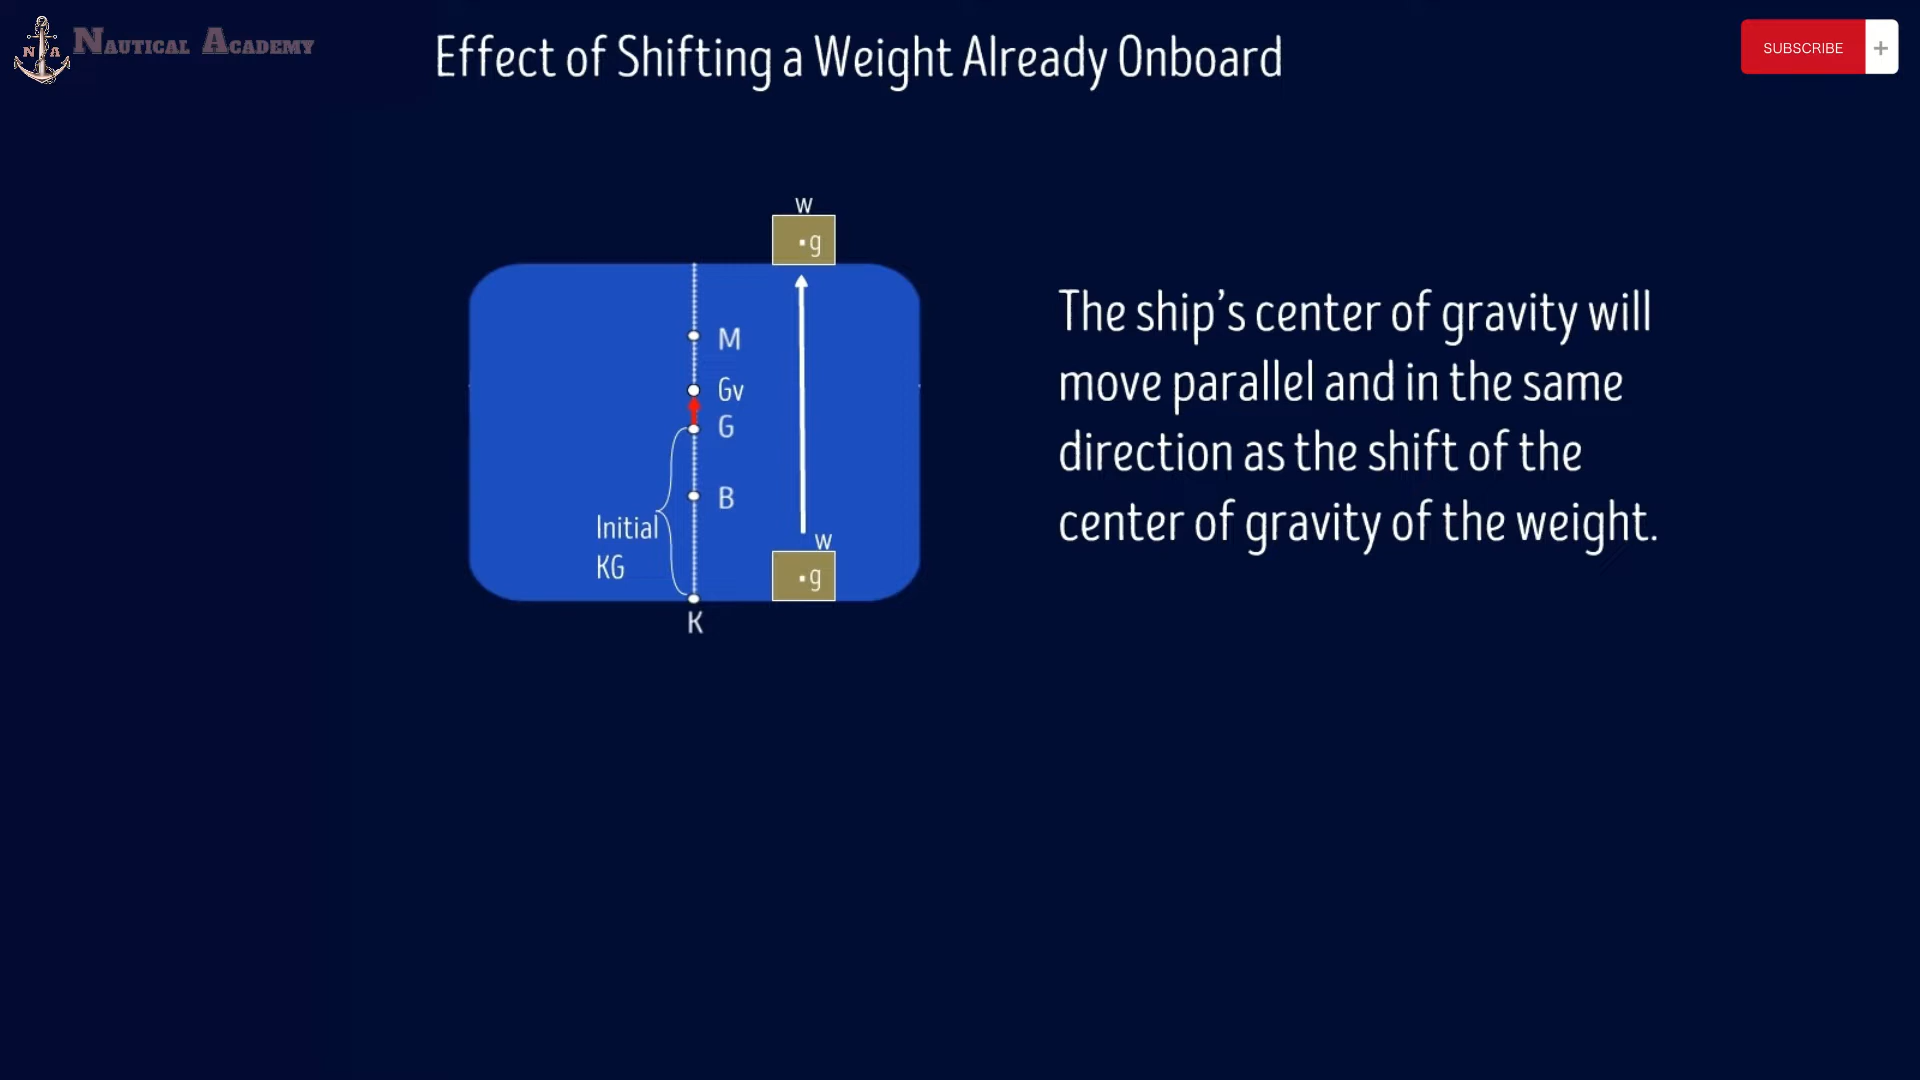 NAUTICAL ACADEMY
N A
Effect of Shifting a Weight Already Onboard
SUBSCRIBE +
w
g
M
Gv
G
B
Initial
KG
w
g
K
The ship’s center of gravity will
move parallel and in the same
direction as the shift of the
center of gravity of the weight.